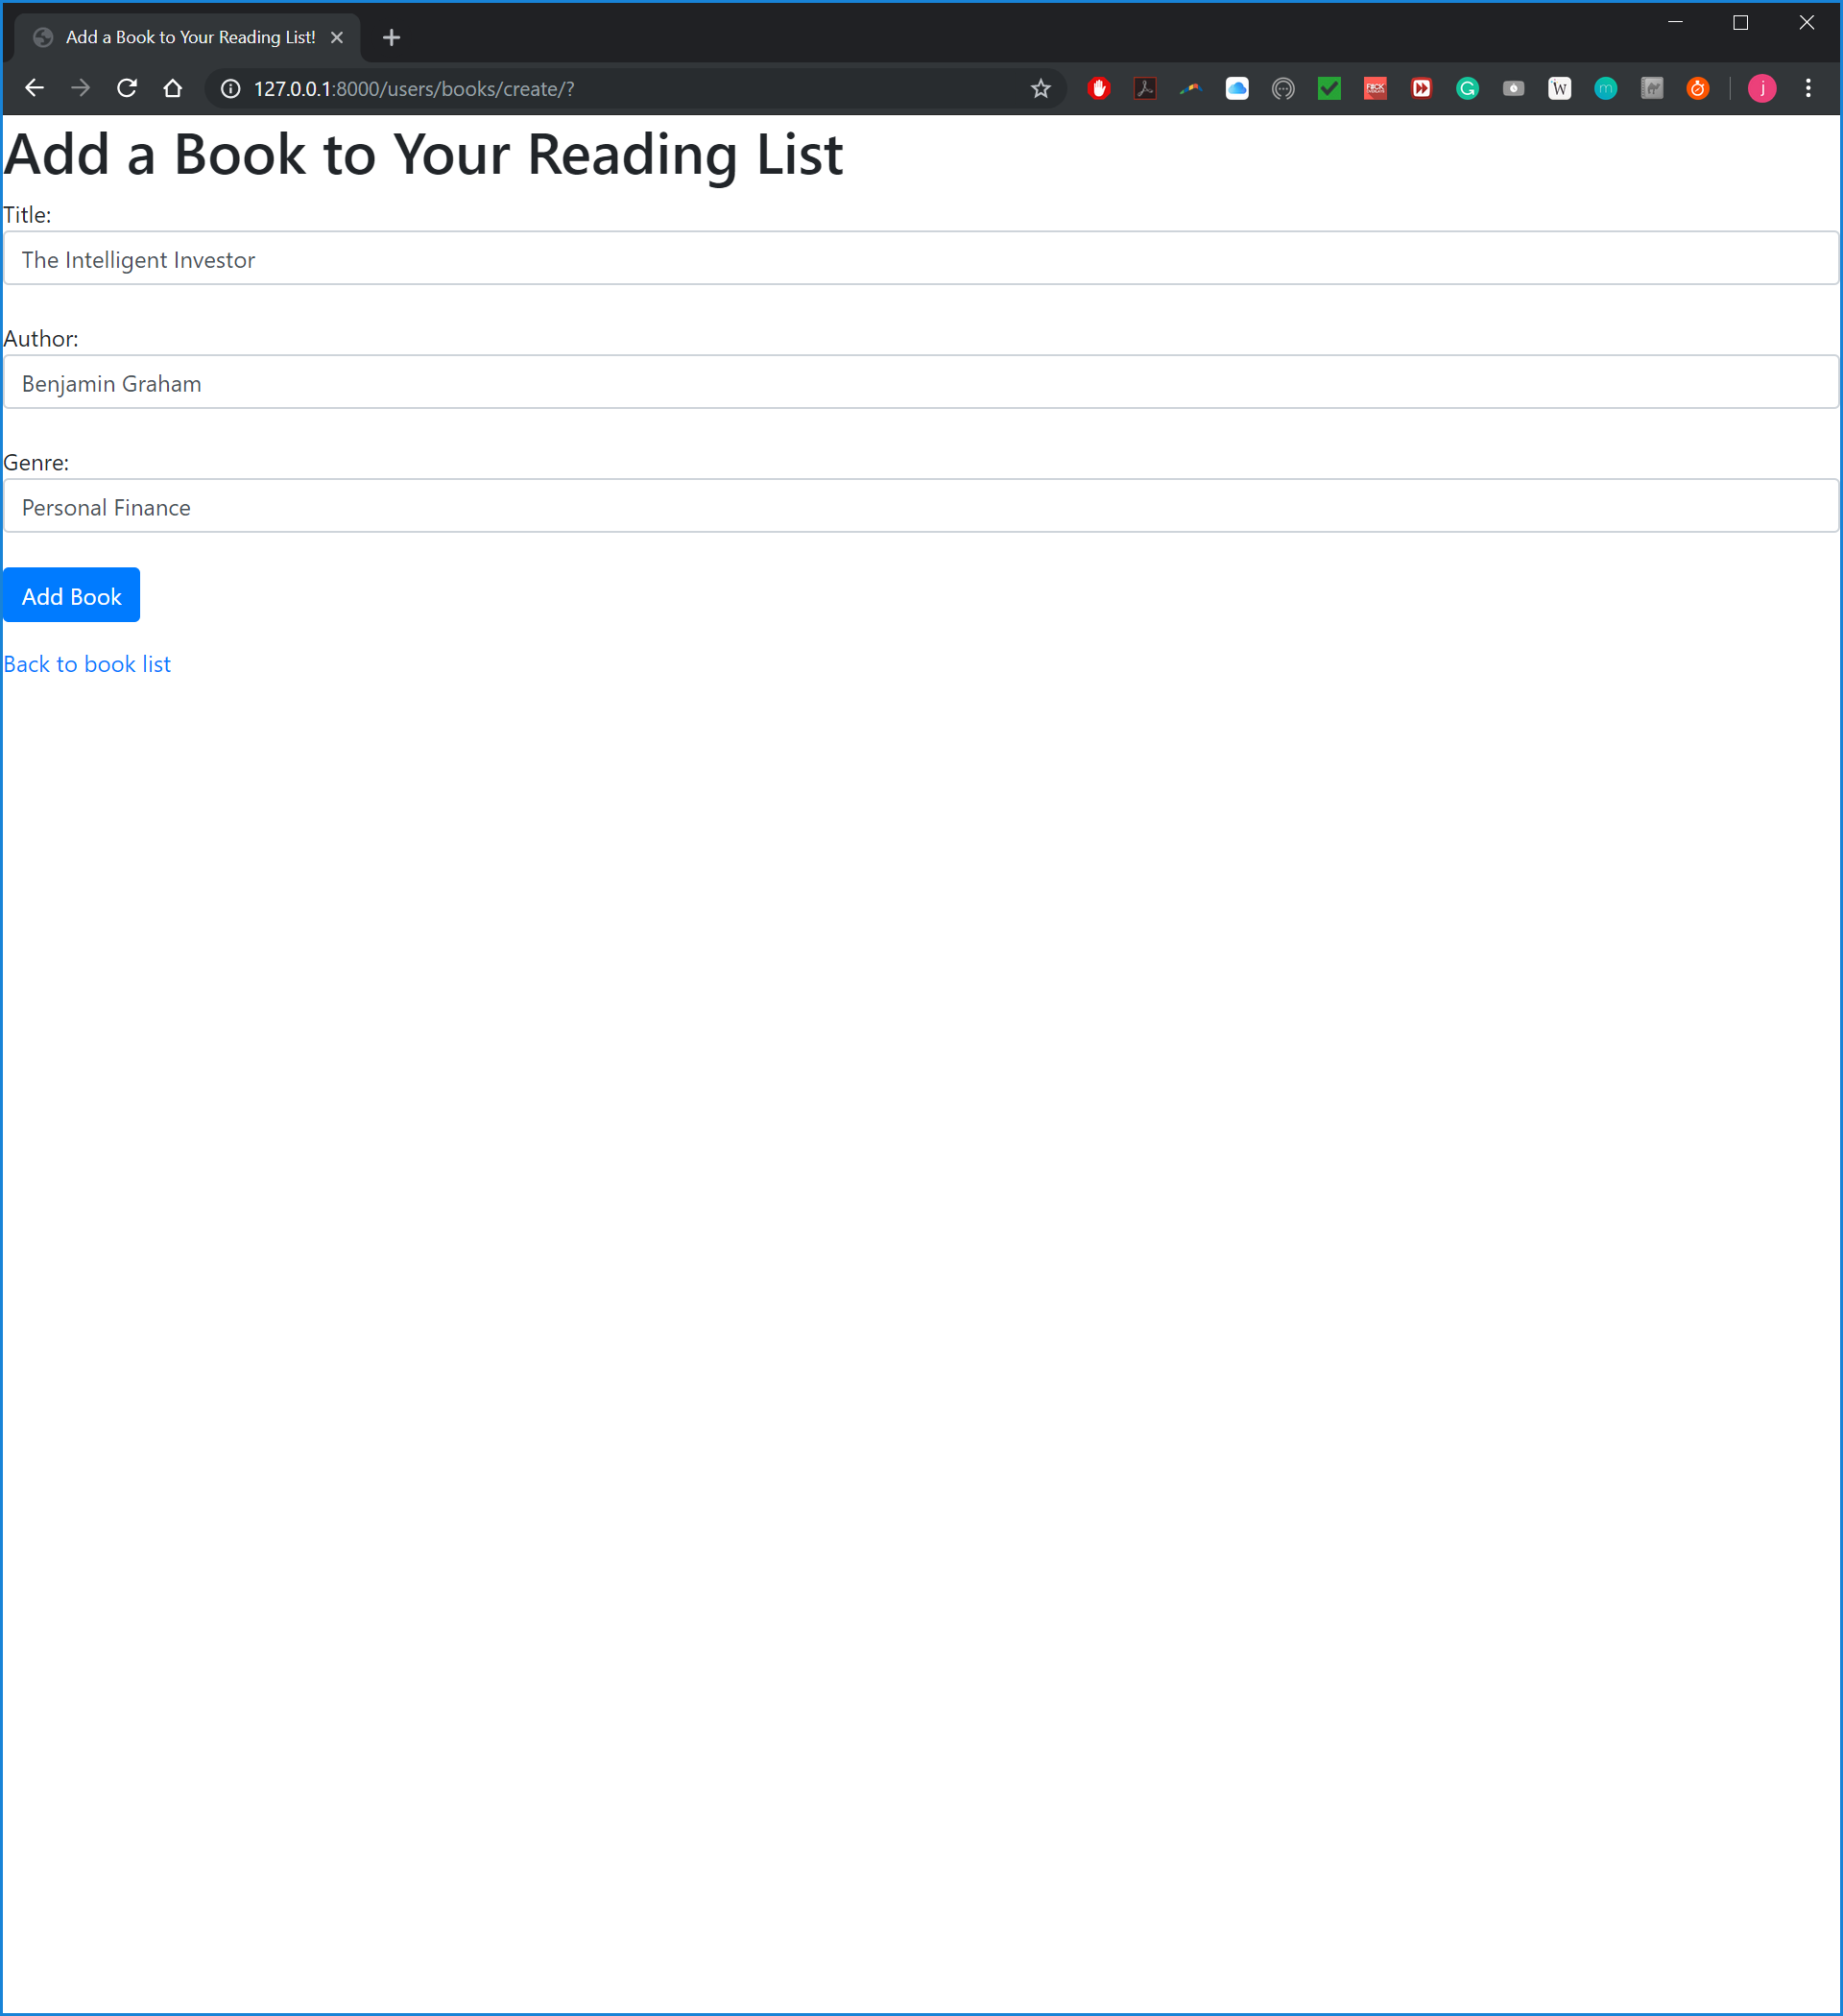 Add a Book to Your Reading List!
127.0.0.1:8000/users/books/create/?
Add a Book to Your Reading List
Title:
The Intelligent Investor
Author:
Benjamin Graham
Genre:
Personal Finance
Add Book
Back to book list